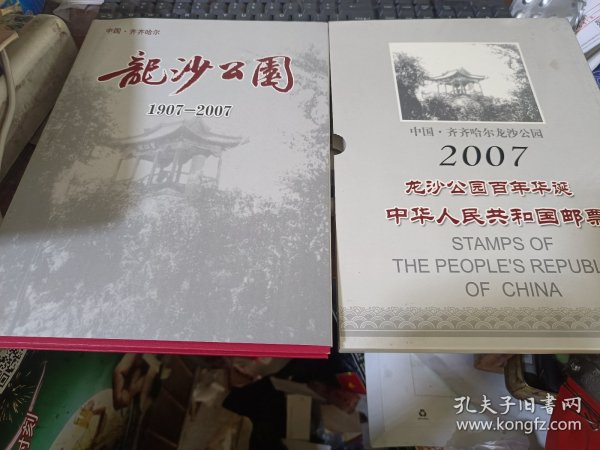 中国·齐齐哈尔
龍沙公園
1907-2007
中国·齐齐哈尔龙沙公园
2007
龙沙公园百年华诞
中华人民共和国邮票
STAMPS OF
THE PEOPLE'S REPUBL
OF CHINA
孔夫子旧书网
www.kongfz.com